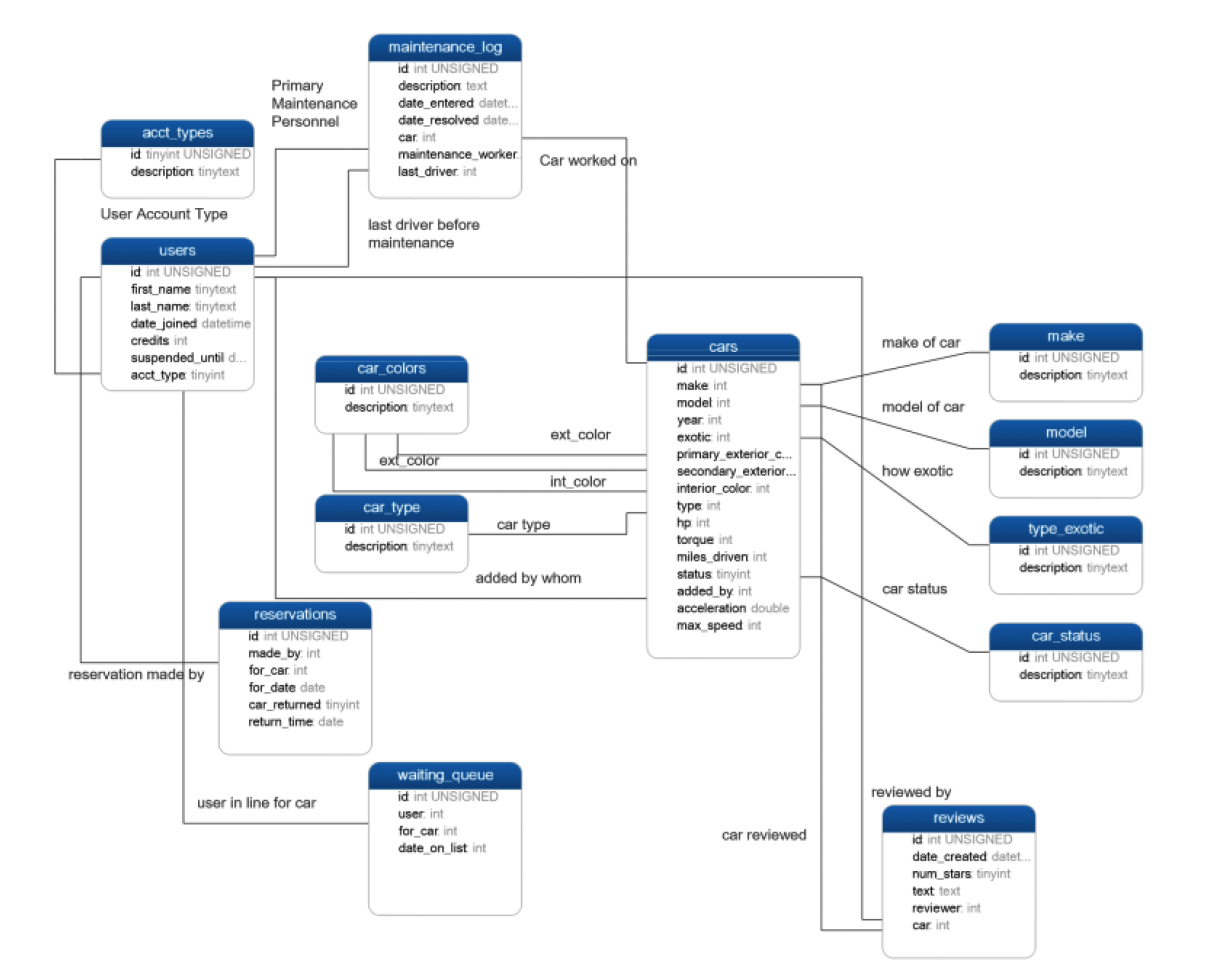 maintenance_log
id: int UNSIGNED
description: text
date_entered: datet...
date_resolved: date...
car: int
maintenance_worker:
last_driver: int
Primary
Maintenance
Personnel
acct_types
id: tinyint UNSIGNED
description: tinytext
Car worked on
User Account Type
last driver before
maintenance
users
id: int UNSIGNED
first_name: tinytext
last_name: tinytext
date_joined: datetime
credits: int
suspended_until: d...
acct_type: tinyint
cars
id: int UNSIGNED
make: int
model: int
year: int
exotic: int
primary_exterior_c...
secondary_exterior...
interior_color: int
type: int
hp: int
torque: int
miles_driven: int
status: tinyint
added_by: int
acceleration: double
max_speed: int
make of car
make
id: int UNSIGNED
description: tinytext
car_colors
id: int UNSIGNED
description: tinytext
model of car
model
id: int UNSIGNED
description: tinytext
ext_color
ext_color
int_color
how exotic
car_type
id: int UNSIGNED
description: tinytext
car type
type_exotic
id: int UNSIGNED
description: tinytext
added by whom
car status
car_status
id: int UNSIGNED
description: tinytext
reservations
id: int UNSIGNED
made_by: int
for_car: int
for_date: date
car_returned: tinyint
return_time: date
reservation made by
waiting_queue
id: int UNSIGNED
user: int
for_car: int
date_on_list: int
user in line for car
reviewed by
car reviewed
reviews
id: int UNSIGNED
date_created: datet...
num_stars: tinyint
text: text
reviewer: int
car: int